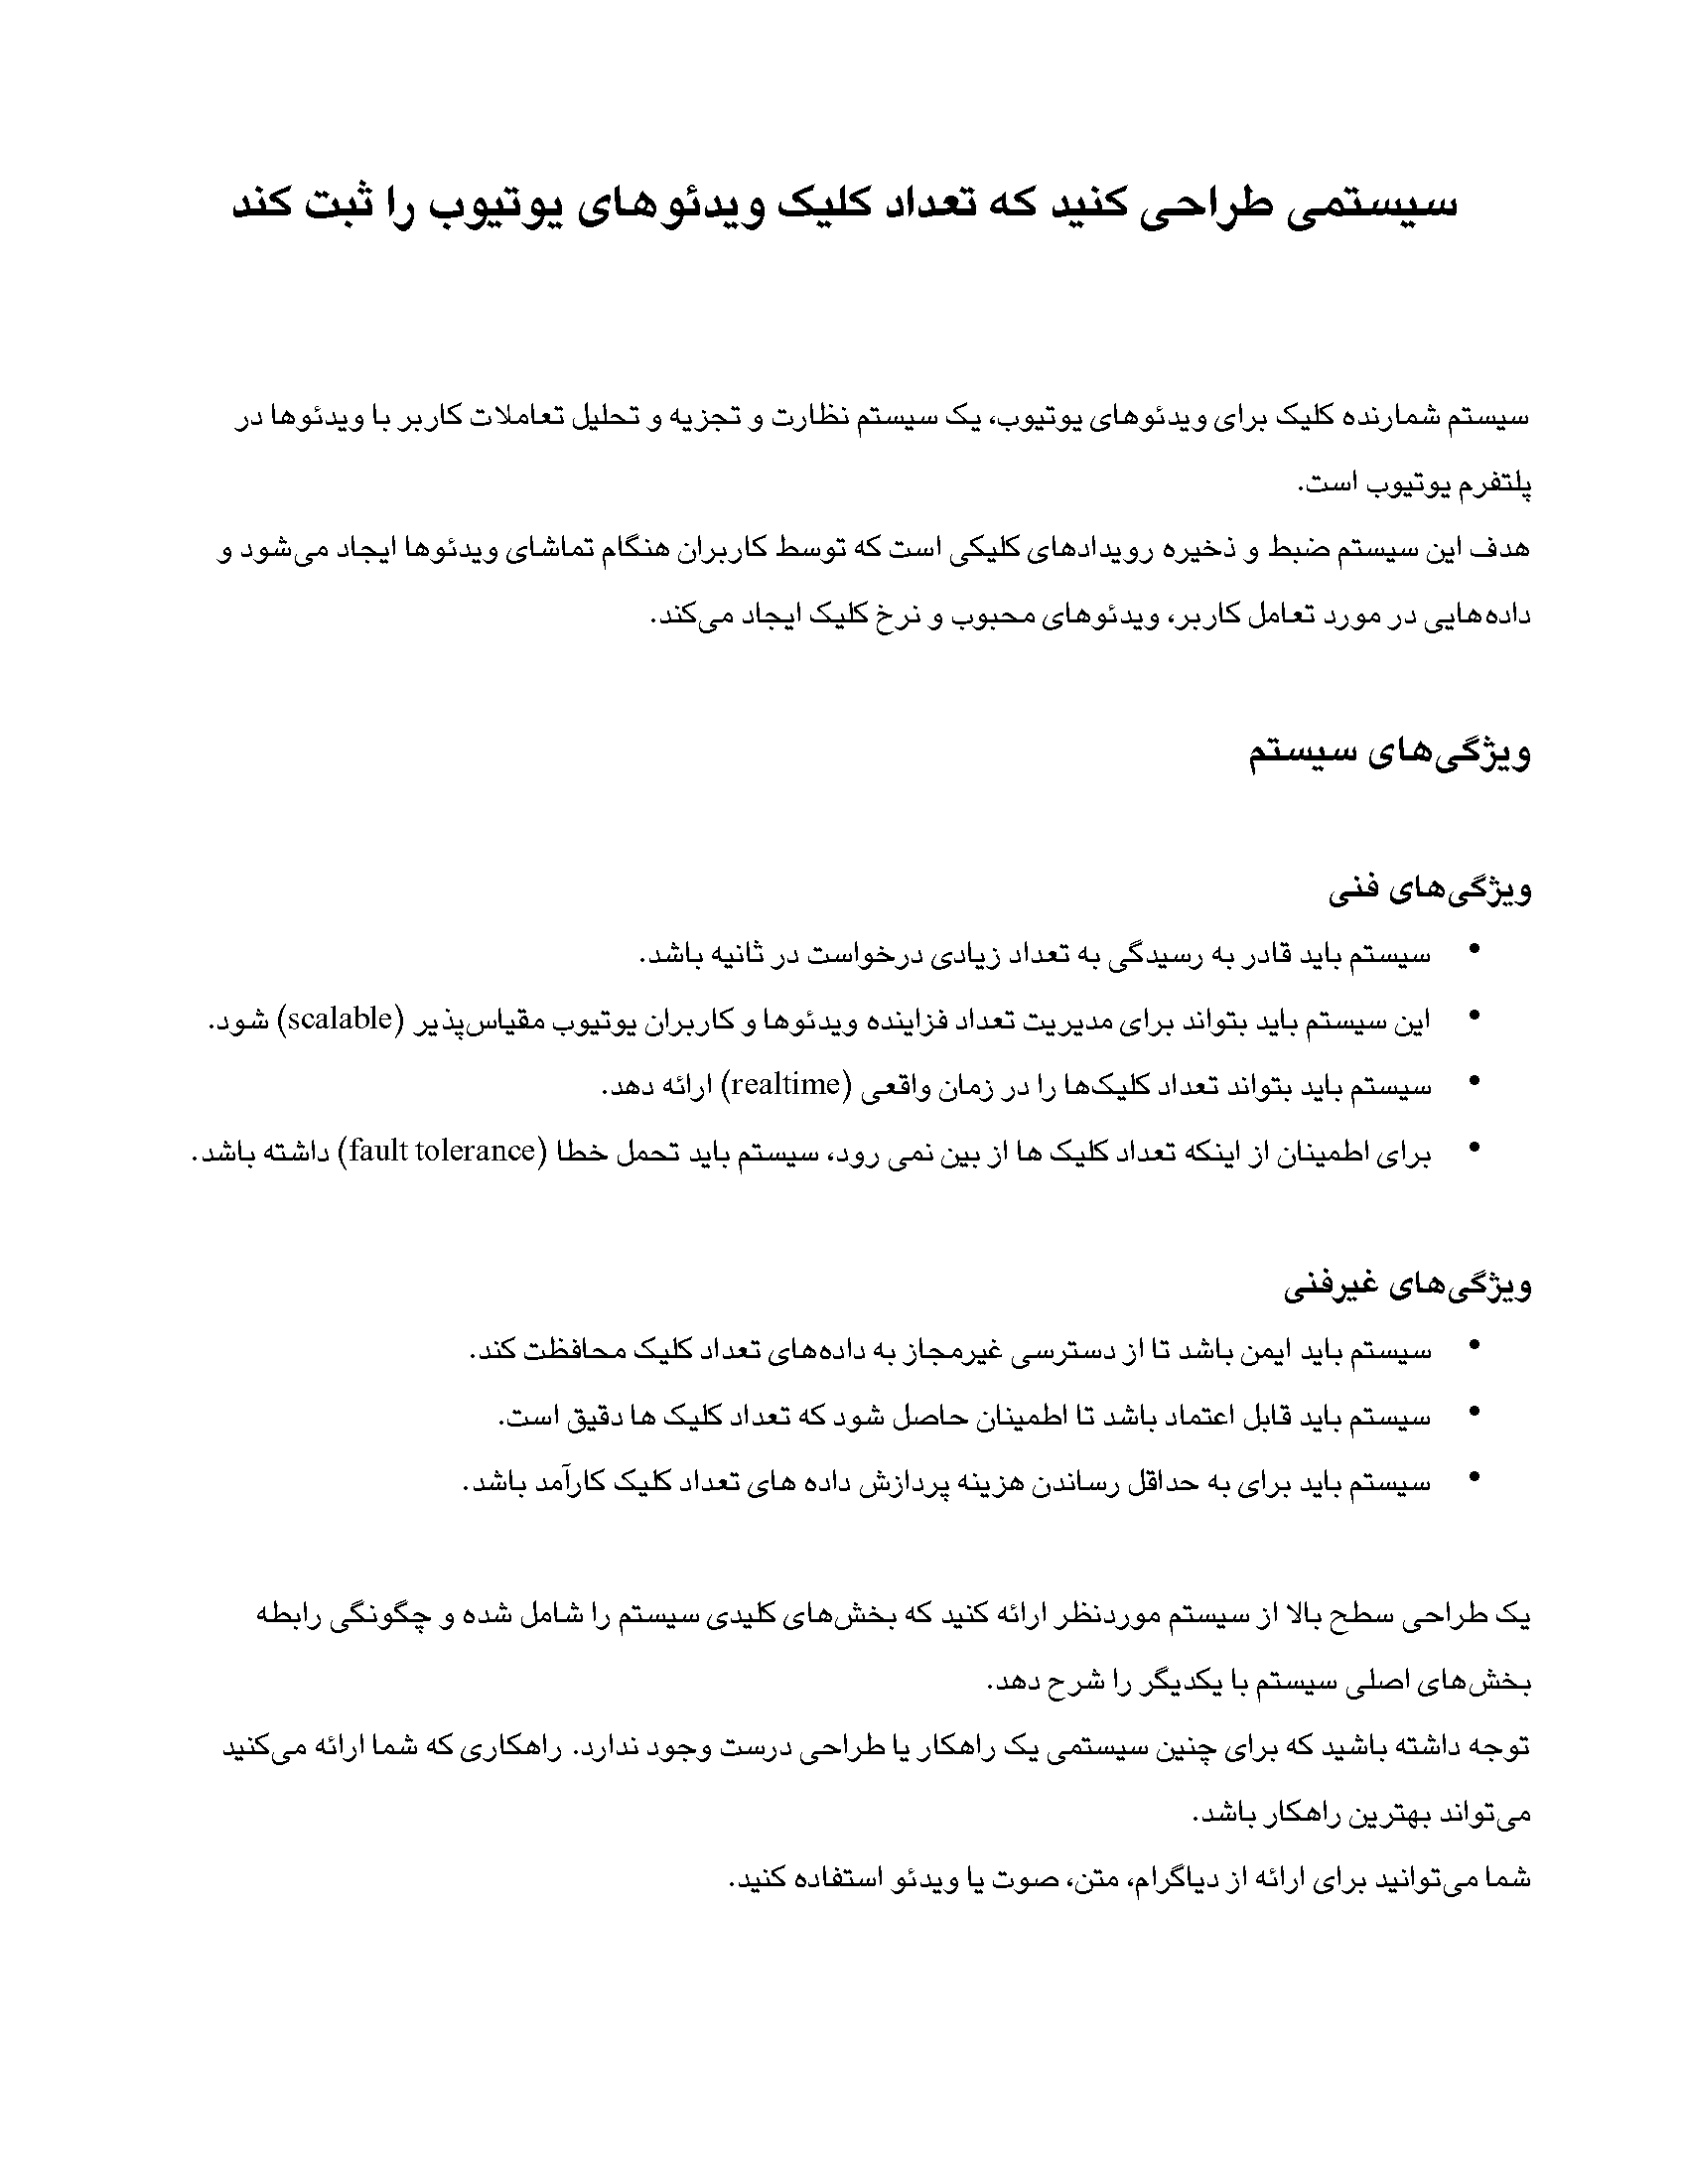 سیستمی طراحی کنید که تعداد کلیک ویدئوهای یوتیوب را ثبت کند
سیستم شمارنده کلیک برای ویدئوهای یوتیوب، یک سیستم نظارت و تجزیه و تحلیل تعاملات کاربر با ویدئوها در
پلتفرم یوتیوب است.
هدف این سیستم ضبط و ذخیره رویدادهای کلیکی است که توسط کاربران هنگام تماشای ویدئوها ایجاد می‌شود و
داده‌هایی در مورد تعامل کاربر، ویدئوهای محبوب و نرخ کلیک ایجاد می‌کند.
ویژگی‌های سیستم
ویژگی‌های فنی
• سیستم باید قادر به رسیدگی به تعداد زیادی درخواست در ثانیه باشد.
• این سیستم باید بتواند برای مدیریت تعداد فزاینده ویدئوها و کاربران یوتیوب مقیاس‌پذیر (scalable) شود.
• سیستم باید بتواند تعداد کلیک‌ها را در زمان واقعی (realtime) ارائه دهد.
• برای اطمینان از اینکه تعداد کلیک ها از بین نمی رود، سیستم باید تحمل خطا (fault tolerance) داشته باشد.
ویژگی‌های غیرفنی
• سیستم باید ایمن باشد تا از دسترسی غیرمجاز به داده‌های تعداد کلیک محافظت کند.
• سیستم باید قابل اعتماد باشد تا اطمینان حاصل شود که تعداد کلیک ها دقیق است.
• سیستم باید برای به حداقل رساندن هزینه پردازش داده های تعداد کلیک کارآمد باشد.
یک طراحی سطح بالا از سیستم موردنظر ارائه کنید که بخش‌های کلیدی سیستم را شامل شده و چگونگی رابطه
بخش‌های اصلی سیستم با یکدیگر را شرح دهد.
توجه داشته باشید که برای چنین سیستمی یک راهکار یا طراحی درست وجود ندارد. راهکاری که شما ارائه می‌کنید
می‌تواند بهترین راهکار باشد.
شما می‌توانید برای ارائه از دیاگرام، متن، صوت یا ویدئو استفاده کنید.